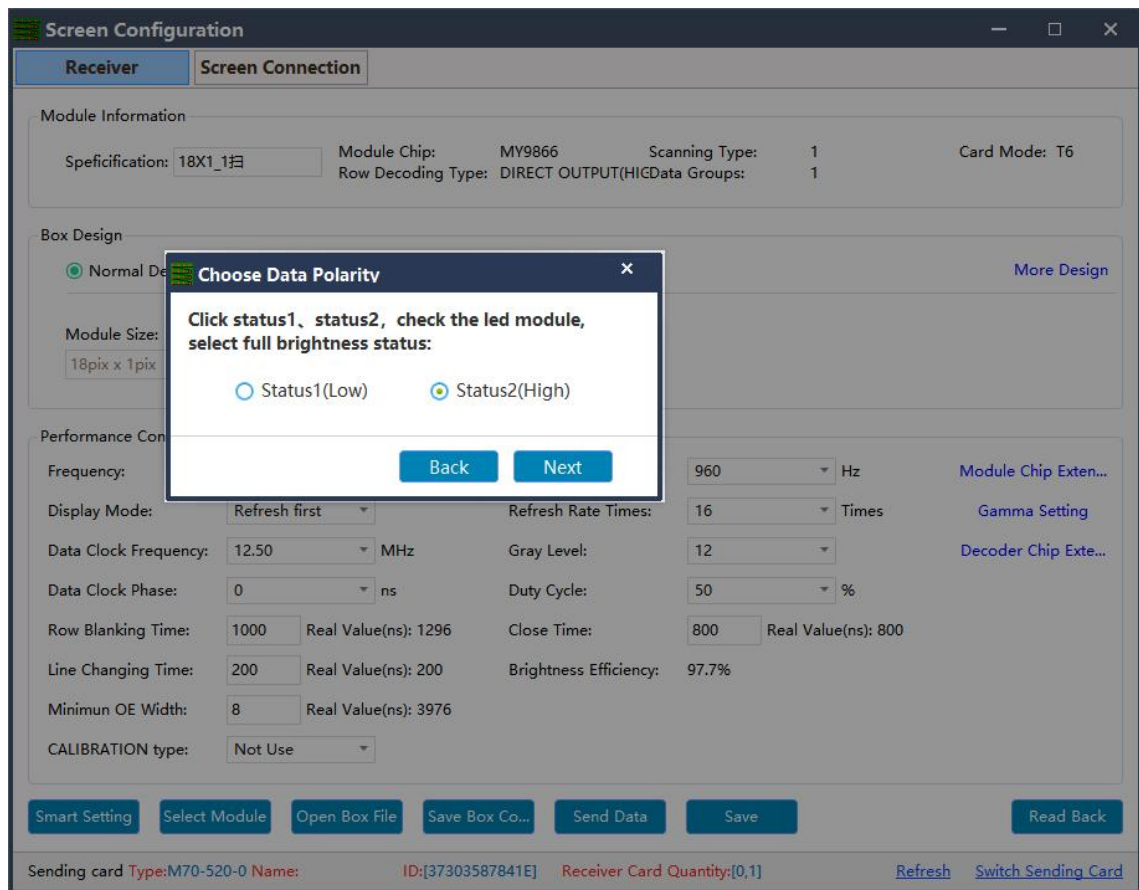 Screen Configuration
Receiver Screen Connection
Module Information
Speficification: 18X1_1扫 Module Chip: MY9866 Scanning Type: 1 Card Mode: T6
Row Decoding Type: DIRECT OUTPUT(HIG Data Groups: 1
Box Design
Normal De More Design
Choose Data Polarity
Click status1、status2, check the led module,
select full brightness status:
Module Size:
18pix x 1pix
Status1(Low) Status2(High)
Back Next
Performance Con
Frequency: 960 Hz Module Chip Exten...
Display Mode: Refresh first Refresh Rate Times: 16 Times Gamma Setting
Data Clock Frequency: 12.50 MHz Gray Level: 12 Decoder Chip Exte...
Data Clock Phase: 0 ns Duty Cycle: 50 %
Row Blanking Time: 1000 Real Value(ns): 1296 Close Time: 800 Real Value(ns): 800
Line Changing Time: 200 Real Value(ns): 200 Brightness Efficiency: 97.7%
Minimun OE Width: 8 Real Value(ns): 3976
CALIBRATION type: Not Use
Smart Setting Select Module Open Box File Save Box Co... Send Data Save Read Back
Sending card Type:M70-520-0 Name: ID:[37303587841E] Receiver Card Quantity:[0,1] Refresh Switch Sending Card